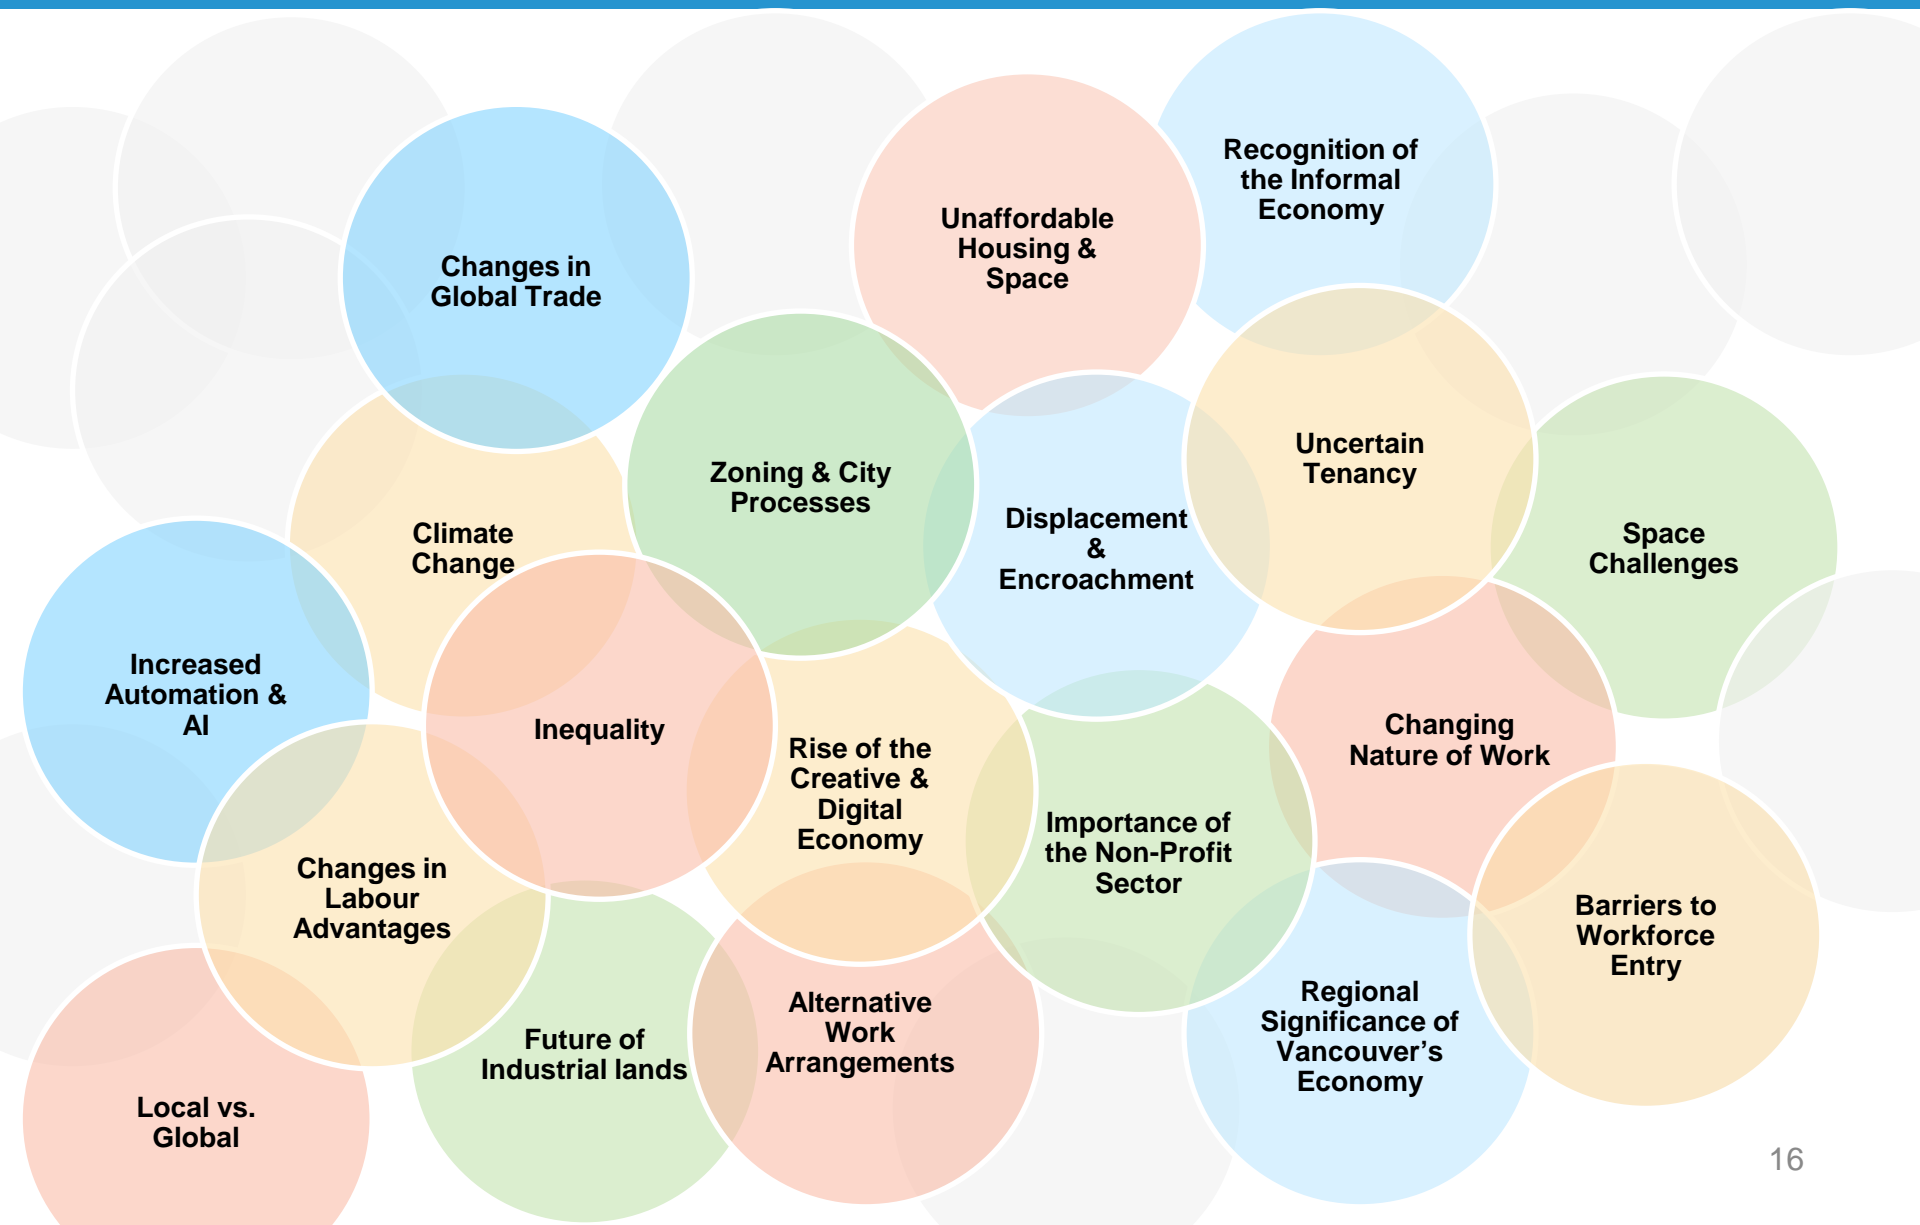 Recognition of
the Informal
Economy
Unaffordable
Housing &
Space
Changes in
Global Trade
Uncertain
Tenancy
Zoning & City
Processes
Displacement
&
Encroachment
Climate
Change
Space
Challenges
Increased
Automation &
AI
Inequality
Changing
Nature of Work
Rise of the
Creative &
Digital
Economy
Importance of
the Non-Profit
Sector
Changes in
Labour
Advantages
Barriers to
Workforce
Entry
Regional
Significance of
Vancouver’s
Economy
Alternative
Work
Arrangements
Future of
Industrial lands
Local vs.
Global
16